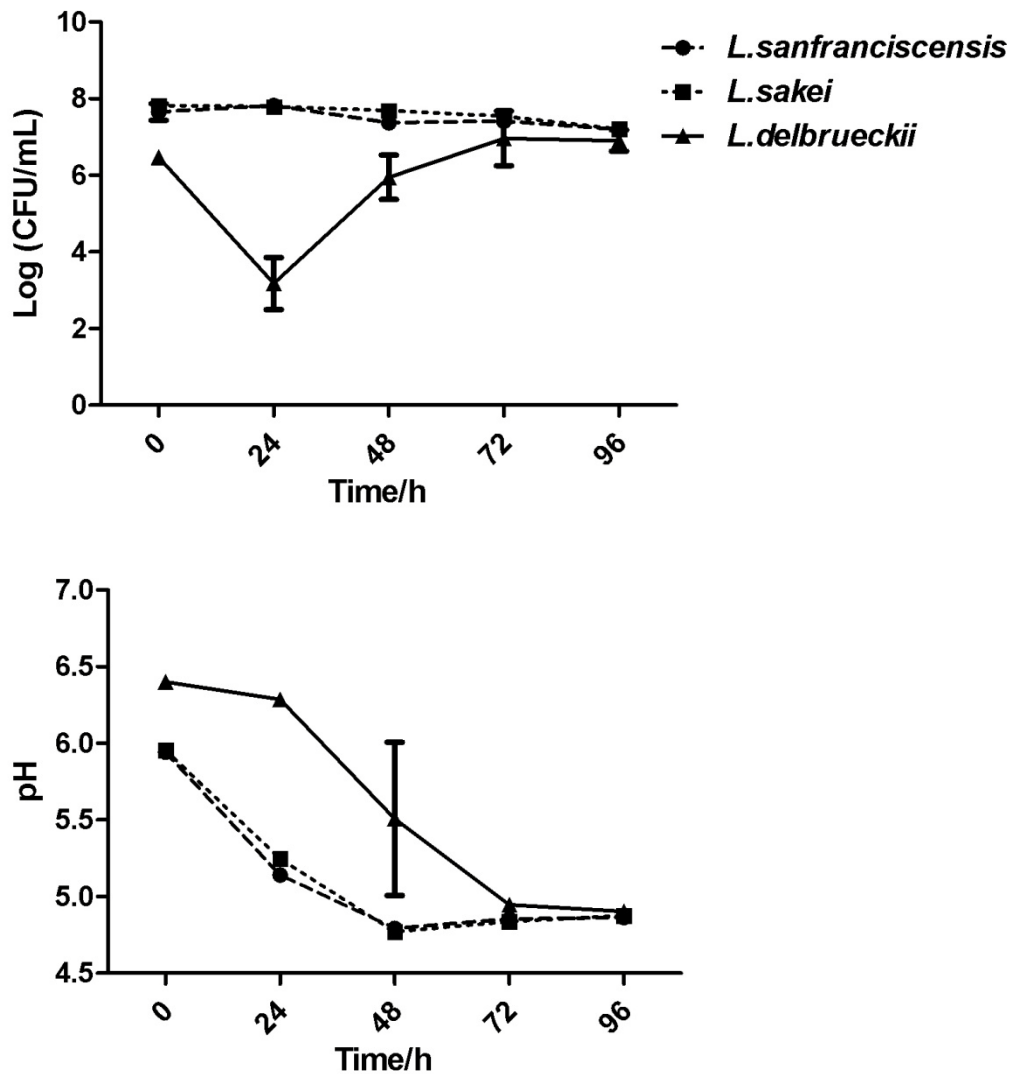 10
8
6
4
2
0
Log (CFU/mL)
0 24 48 72 96
Time/h
L.sanfranciscensis
L.sakei
L.delbrueckii
7.0
6.5
6.0
5.5
5.0
4.5
pH
0 24 48 72 96
Time/h